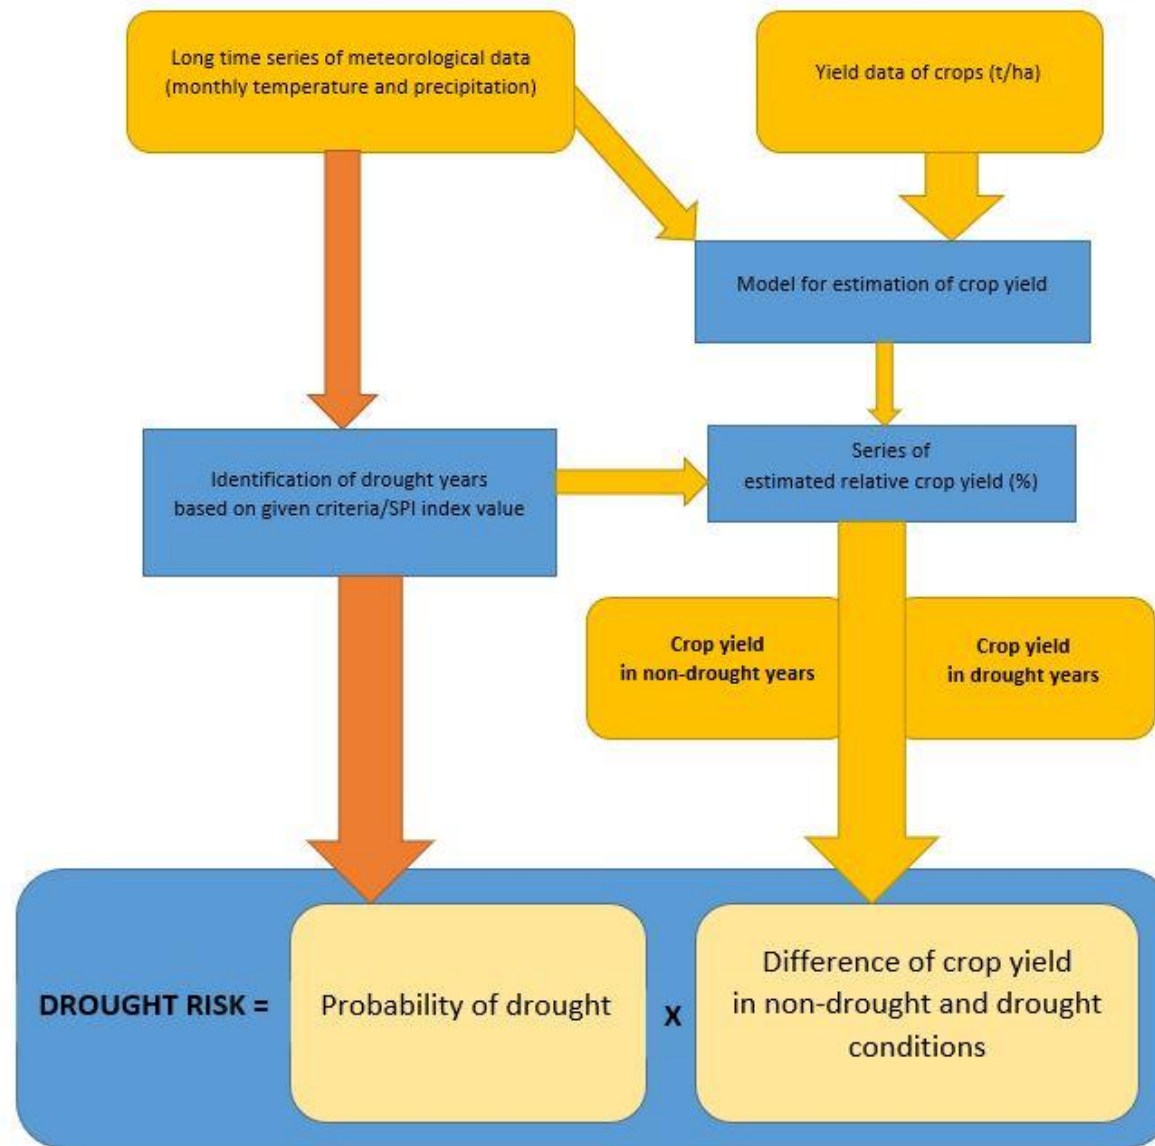 Long time series of meteorological data
(monthly temperature and precipitation)
Yield data of crops (t/ha)
Model for estimation of crop yield
Identification of drought years
based on given criteria/SPI index value
Series of
estimated relative crop yield (%)
Crop yield
in non-drought years
Crop yield
in drought years
DROUGHT RISK =
Probability of drought
X
Difference of crop yield
in non-drought and drought
conditions